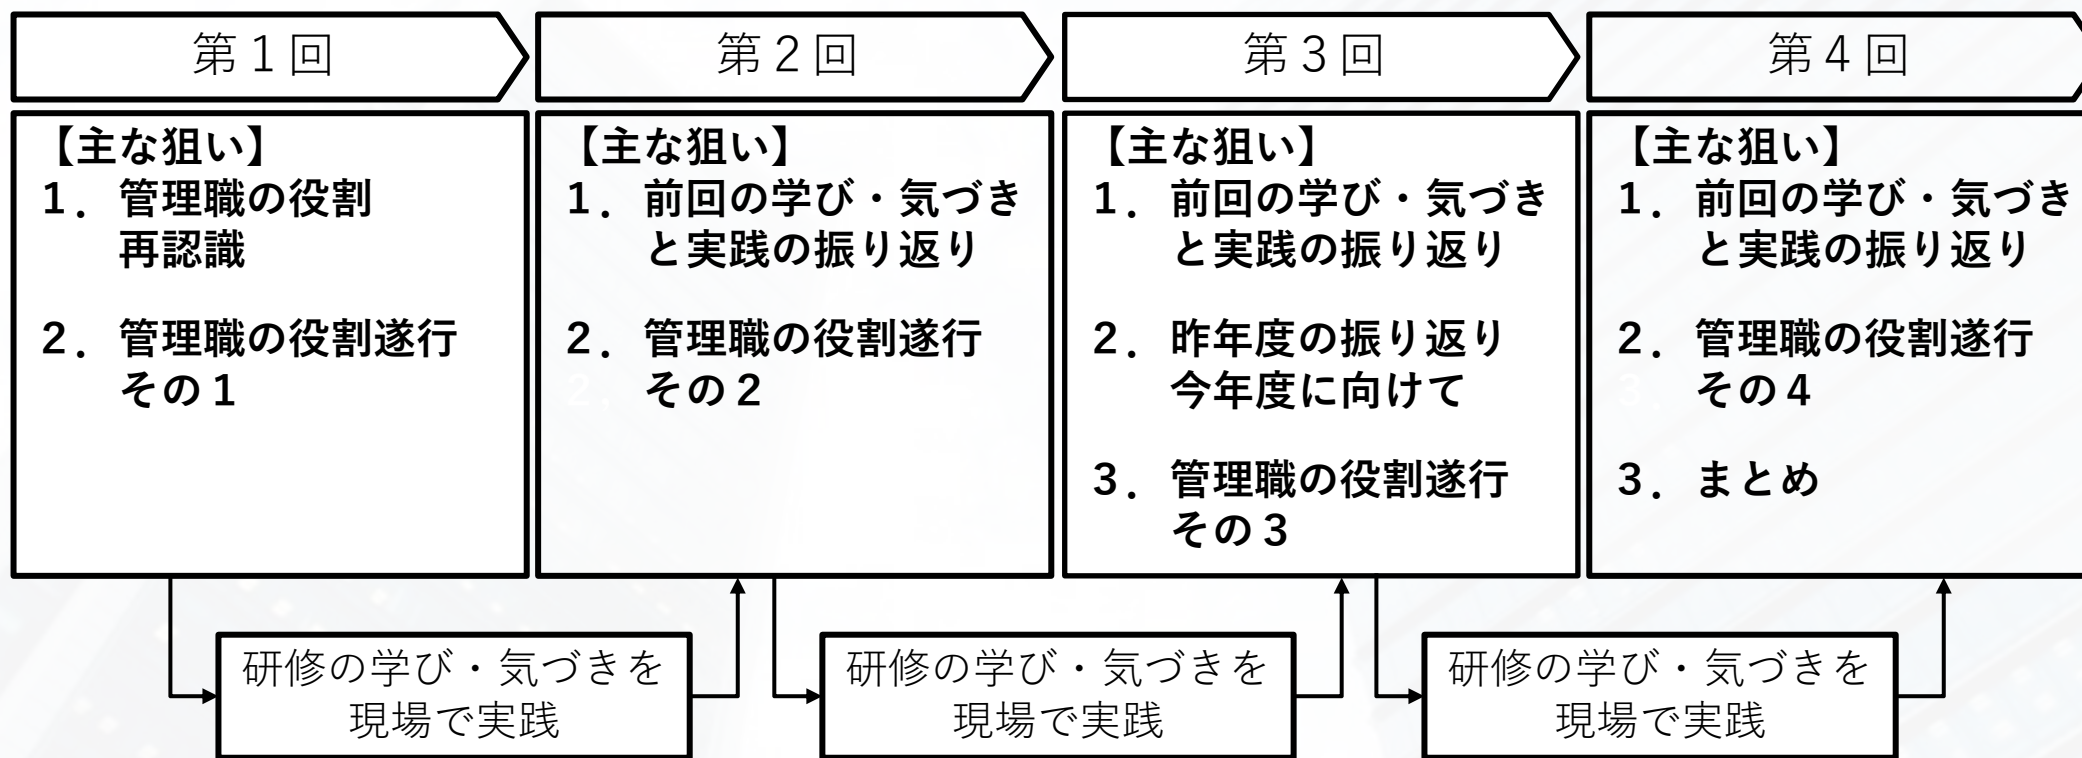 第１回
【主な狙い】
１．管理職の役割
再認識
２．管理職の役割遂行
その１
第２回
【主な狙い】
１．前回の学び・気づき
と実践の振り返り
２．管理職の役割遂行
その２
第３回
【主な狙い】
１．前回の学び・気づき
と実践の振り返り
２．昨年度の振り返り
今年度に向けて
３．管理職の役割遂行
その３
第４回
【主な狙い】
１．前回の学び・気づき
と実践の振り返り
２．管理職の役割遂行
その４
３．まとめ
研修の学び・気づきを
現場で実践
研修の学び・気づきを
現場で実践
研修の学び・気づきを
現場で実践